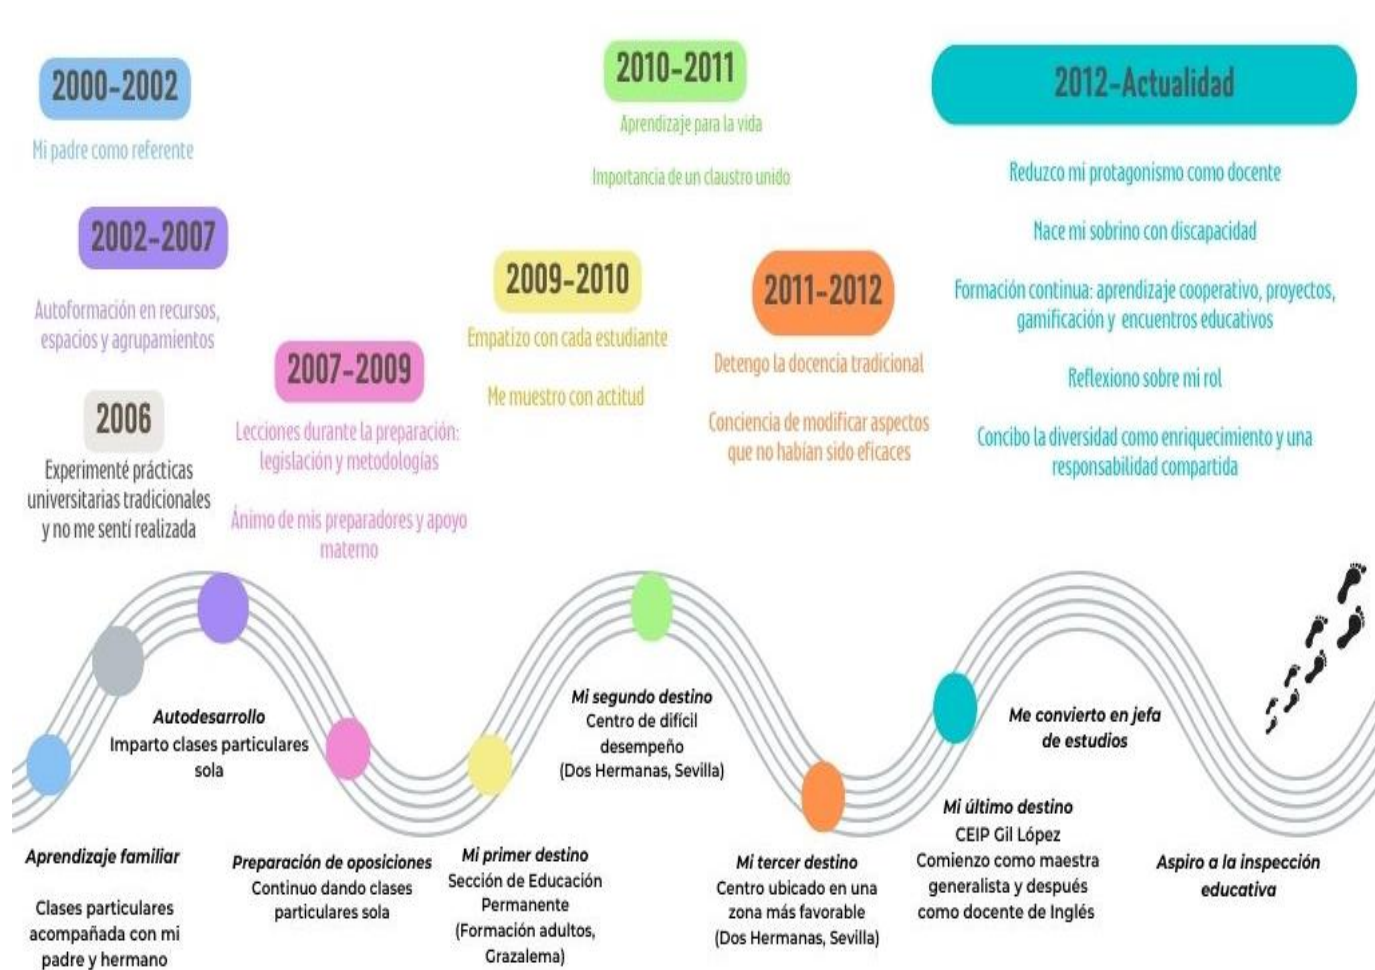 2000-2002
Mi padre como referente
2002-2007
Autoformación en recursos,
espacios y agrupamientos
2006
Experimenté prácticas
universitarias tradicionales
y no me sentí realizada
2007-2009
Lecciones durante la preparación:
legislación y metodologías
Ánimo de mis preparadores y apoyo
materno
2009-2010
Empatizo con cada estudiante
Me muestro con actitud
2010-2011
Aprendizaje para la vida
Importancia de un claustro unido
2011-2012
Detengo la docencia tradicional
Conciencia de modificar aspectos
que no habían sido eficaces
2012-Actualidad
Reduzco mi protagonismo como docente
Nace mi sobrino con discapacidad
Formación continua: aprendizaje cooperativo, proyectos,
gamificación y encuentros educativos
Reflexiono sobre mi rol
Concibo la diversidad como enriquecimiento y una
responsabilidad compartida
Aprendizaje familiar
Clases particulares
acompañada con mi
padre y hermano
Autodesarrollo
Imparto clases particulares
sola
Preparación de oposiciones
Continuo dando clases
particulares sola
Mi primer destino
Sección de Educación
Permanente
(Formación adultos,
Grazalema)
Mi segundo destino
Centro de difícil
desempeño
(Dos Hermanas, Sevilla)
Mi tercer destino
Centro ubicado en una
zona más favorable
(Dos Hermanas, Sevilla)
Me convierto en jefa
de estudios
Mi último destino
CEIP Gil López
Comienzo como maestra
generalista y después
como docente de Inglés
Aspiro a la inspección
educativa